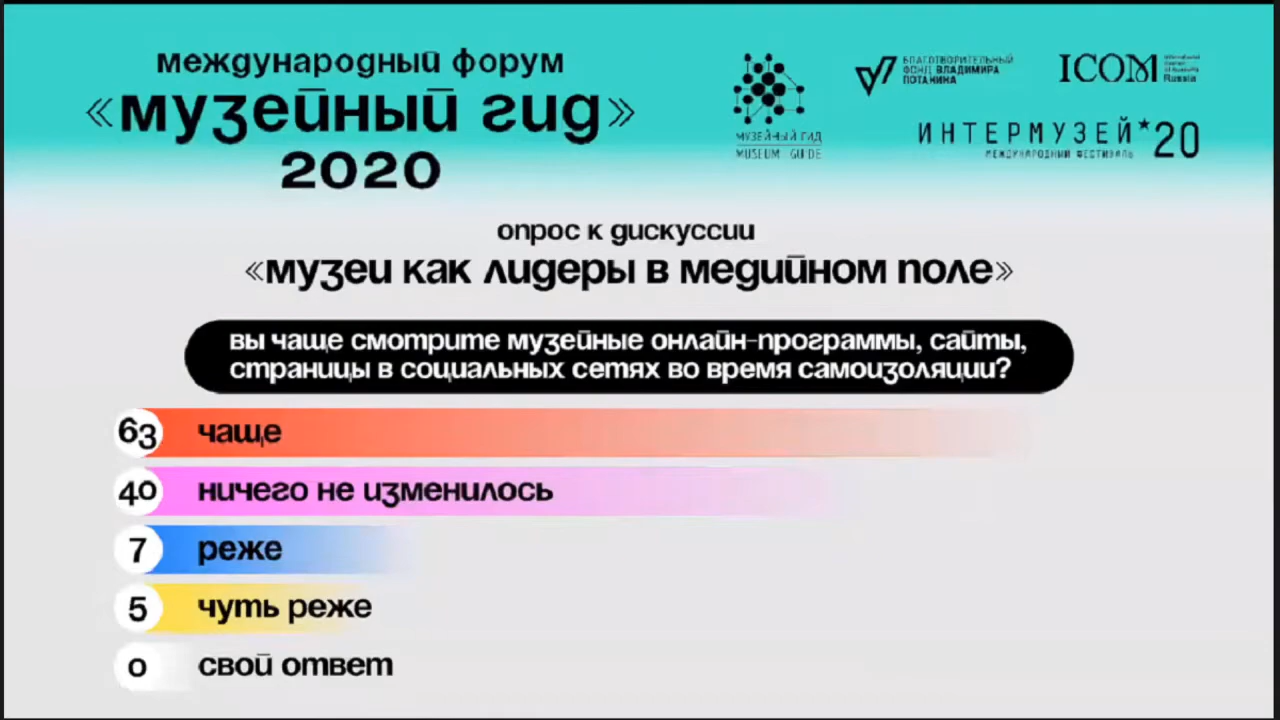 международный форум
«музейный гид»
2020
МУЗЕЙНЫЙ ГИД
MUSEUM GUIDE
БЛАГОТВОРИТЕЛЬНЫЙ
ФОНД ВЛАДИМИРА
ПОТАНИНА
ICOM
Russia
ИНТЕРМУЗЕЙ★20
МЕЖДУНАРОДНЫЙ ФЕСТИВАЛЬ
опрос к дискуссии
«музеи как лидеры в медийном поле»
вы чаще смотрите музейные онлайн-программы, сайты,
страницы в социальных сетях во время самоизоляции?
63 чаще
40 ничего не изменилось
7 реже
5 чуть реже
0 свой ответ